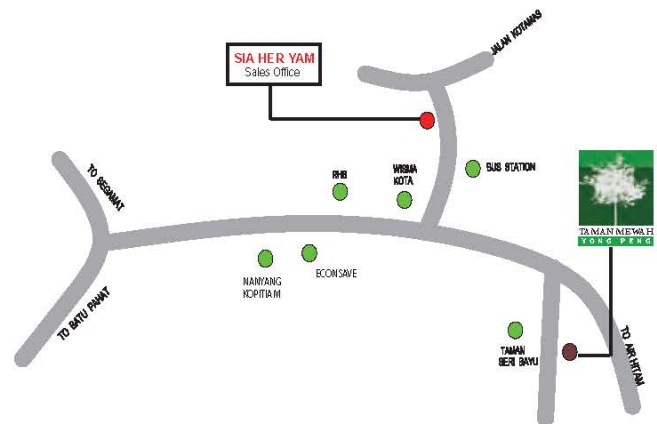 JALAN KOTAMAS
SIA HER YAM
Sales Office
BUS STATION
WISMA
KOTA
RHB
TAMAN MEWAH
YONG PENG
TO SEGAMAT
NANYANG
KOPITIAM
ECONSAVE
TO BATU PAHAT
TAMAN
SERI BAYU
TO AIR HITAM